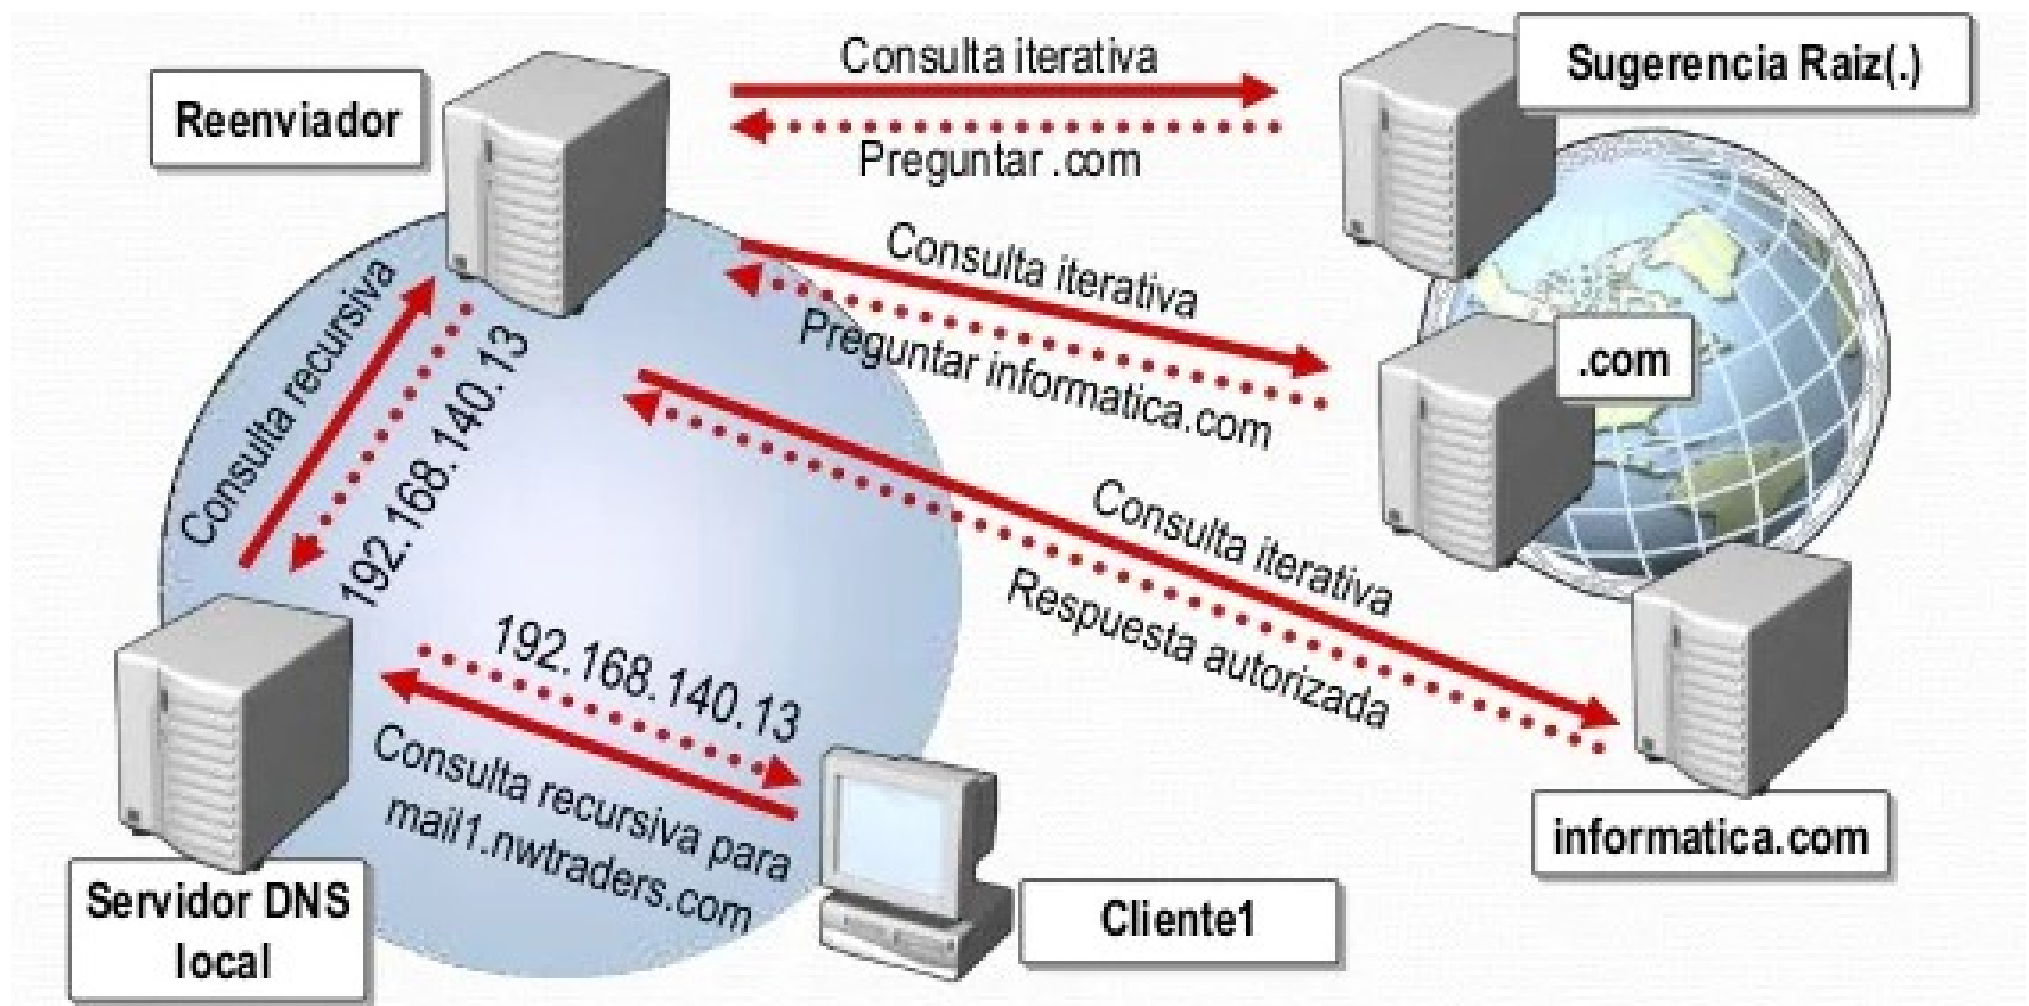 Consulta iterativa
Sugerencia Raiz(.)
Reenviador
Preguntar .com
Consulta iterativa
Preguntar informatica.com
.com
Consulta recursiva
192.168.140.13
Consulta iterativa
Respuesta autorizada
192.168.140.13
Consulta recursiva para
mail1.nwtraders.com
informatica.com
Servidor DNS
local
Cliente1